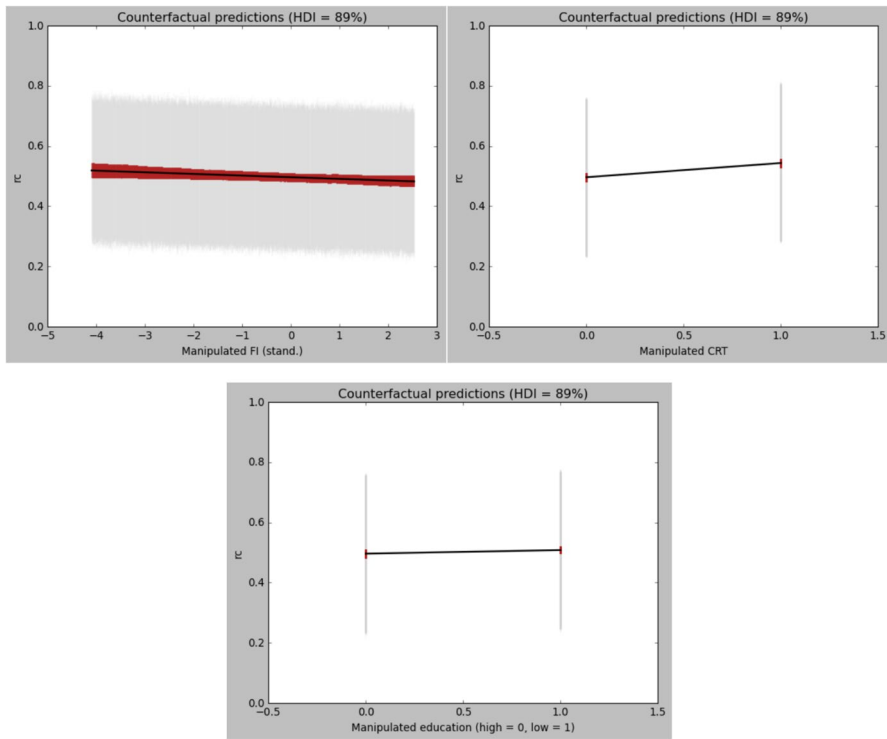 Counterfactual predictions (HDI = 89%)
1.0
0.8
0.6
0.4
0.2
0.0
rc
−5 −4 −3 −2 −1 0 1 2 3
Manipulated FI (stand.)
Counterfactual predictions (HDI = 89%)
1.0
0.8
0.6
0.4
0.2
0.0
rc
−0.5 0.0 0.5 1.0 1.5
Manipulated CRT
Counterfactual predictions (HDI = 89%)
1.0
0.8
0.6
0.4
0.2
0.0
rc
−0.5 0.0 0.5 1.0 1.5
Manipulated education (high = 0, low = 1)